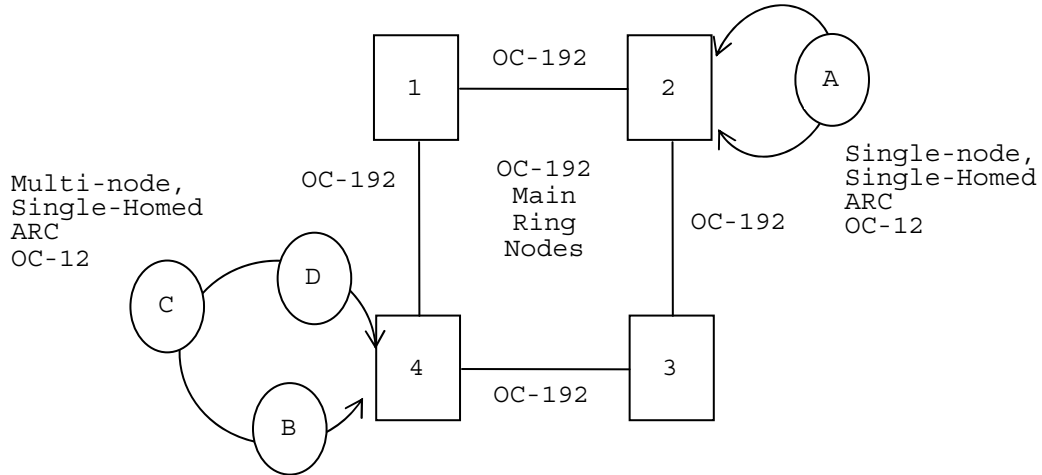 OC-192
1
2
A
OC-192
OC-192
Main
Ring
Nodes
Single-node,
Single-Homed
ARC
OC-12
Multi-node,
Single-Homed
ARC
OC-12
OC-192
D
C
4
3
OC-192
B